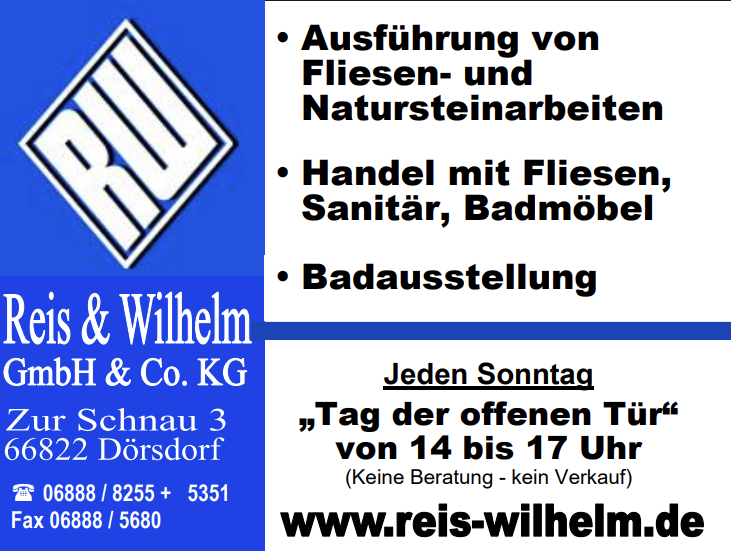 RW
Reis & Wilhelm
GmbH & Co. KG
Zur Schnau 3
66822 Dörsdorf
☎ 06888 / 8255 + 5351
Fax 06888 / 5680
• Ausführung von
Fliesen- und
Natursteinarbeiten
• Handel mit Fliesen,
Sanitär, Badmöbel
• Badausstellung
Jeden Sonntag
„Tag der offenen Tür“
von 14 bis 17 Uhr
(Keine Beratung - kein Verkauf)
www.reis-wilhelm.de